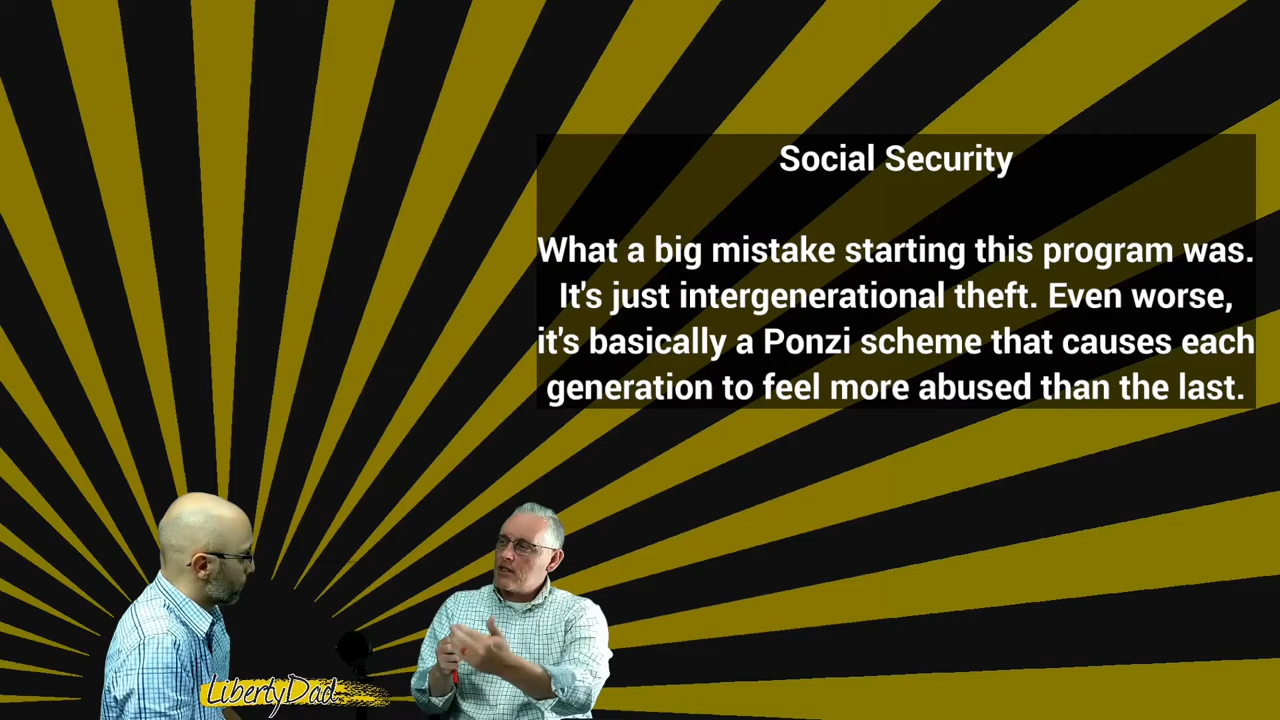 Social Security
What a big mistake starting this program was.
It's just intergenerational theft. Even worse,
it's basically a Ponzi scheme that causes each
generation to feel more abused than the last.
LibertyDad